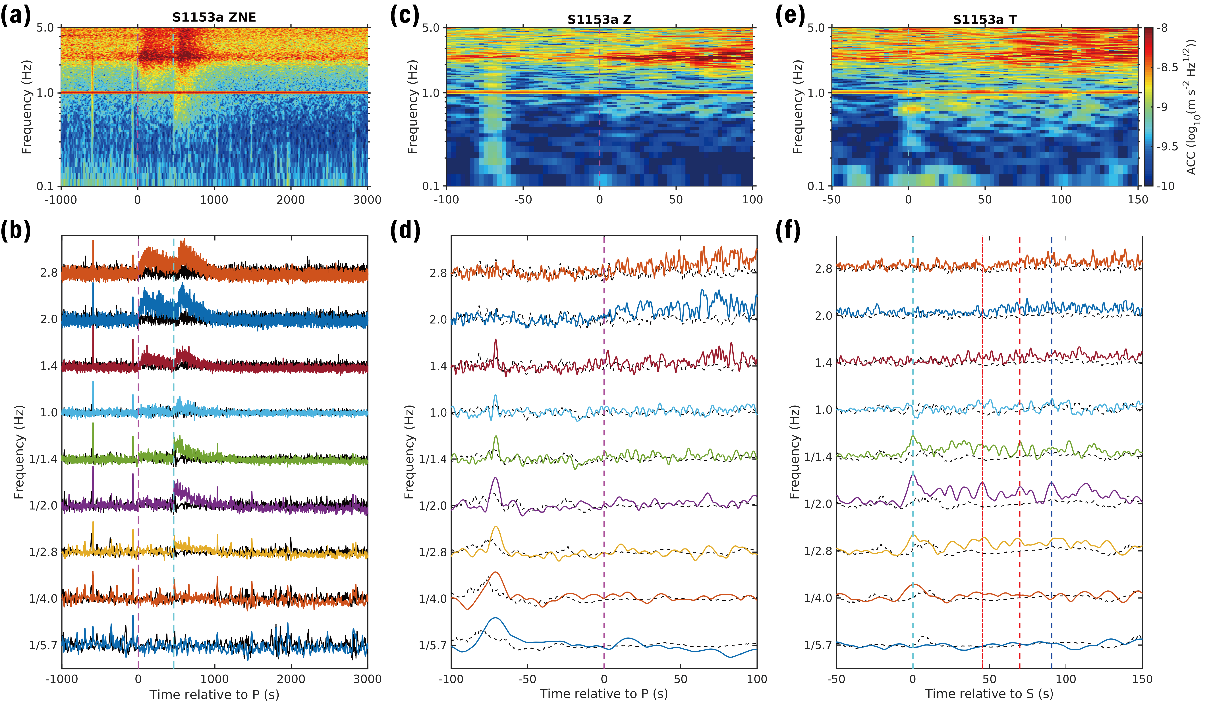 (a)
S1153a ZNE
5.0
1.0
0.1
Frequency (Hz)
-1000 0 1000 2000 3000
(c)
S1153a Z
5.0
1.0
0.1
Frequency (Hz)
-100 -50 0 50 100
(e)
S1153a T
5.0
1.0
0.1
Frequency (Hz)
-50 0 50 100 150
-8
-8.5
-9
-9.5
-10
ACC (log10(m s-2 Hz1/2))
(b)
2.8
2.0
1.4
1.0
1/1.4
1/2.0
1/2.8
1/4.0
1/5.7
Frequency (Hz)
-1000 0 1000 2000 3000
Time relative to P (s)
(d)
2.8
2.0
1.4
1.0
1/1.4
1/2.0
1/2.8
1/4.0
1/5.7
Frequency (Hz)
-100 -50 0 50 100
Time relative to P (s)
(f)
2.8
2.0
1.4
1.0
1/1.4
1/2.0
1/2.8
1/4.0
1/5.7
Frequency (Hz)
-50 0 50 100 150
Time relative to S (s)